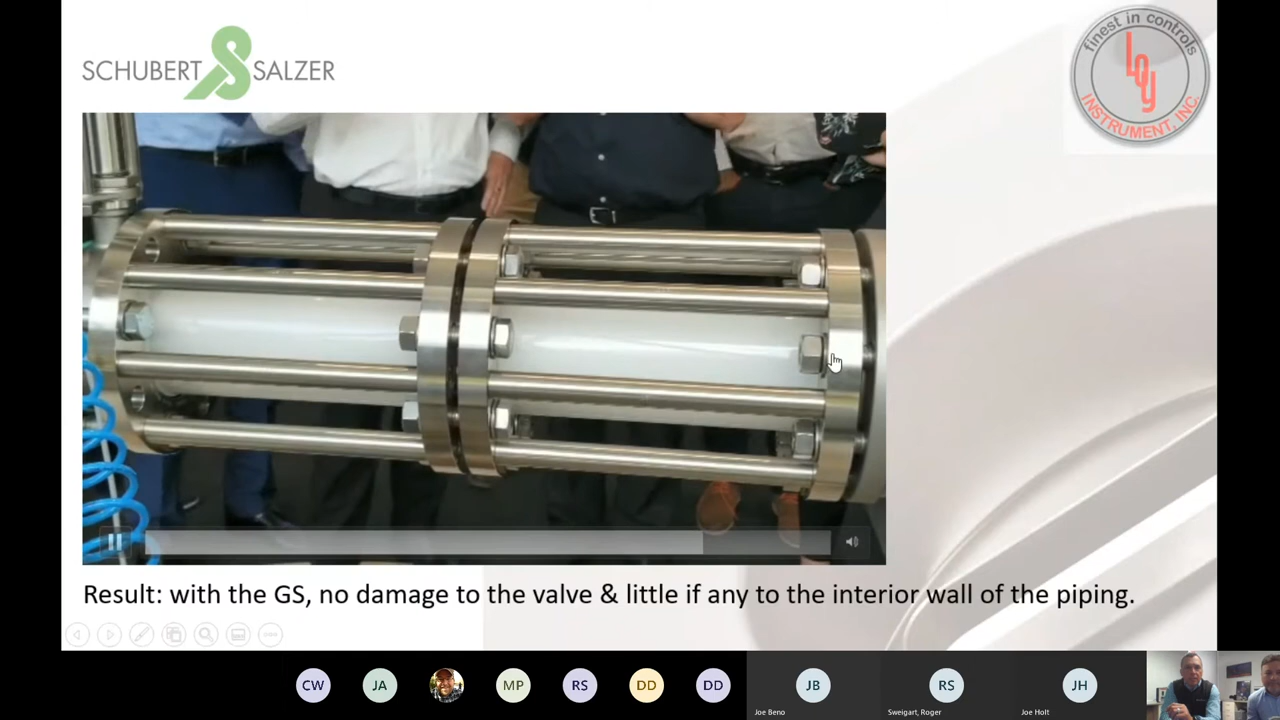 SCHUBERT SALZER
finest in controls
Loy
INSTRUMENT, INC.
Result: with the GS, no damage to the valve & little if any to the interior wall of the piping.
CW
JA
MP
RS
DD
DD
JB
RS
JH
Joe Beno
Sweigart, Roger
Joe Holt